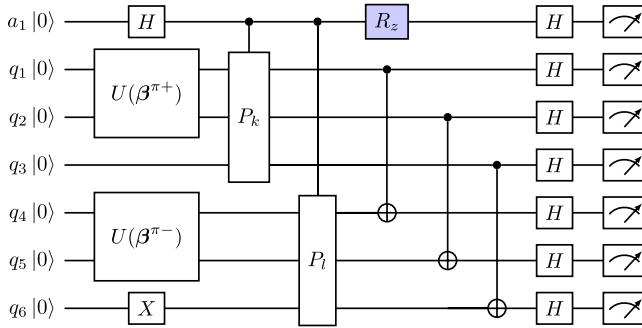 a₁ |0⟩ H R_z H
q₁ |0⟩ H
U(β^{π+}) P_k
q₂ |0⟩ H
q₃ |0⟩ H
q₄ |0⟩ H
U(β^{π−}) P_l
q₅ |0⟩ H
q₆ |0⟩ X H